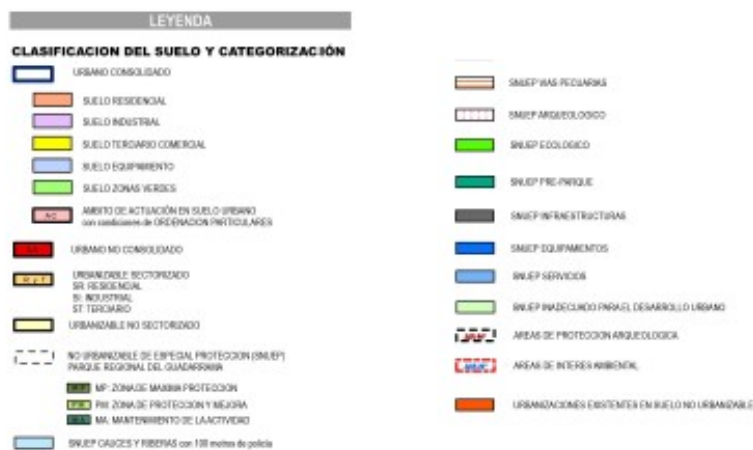 LEYENDA
CLASIFICACION DEL SUELO Y CATEGORIZACIÓN
URBANO CONSOLIDADO
SUELO RESIDENCIAL
SUELO INDUSTRIAL
SUELO TERCIARIO COMERCIAL
SUELO EQUIPAMIENTO
SUELO ZONAS VERDES
AC
AMBITO DE ACTUACIÓN EN SUELO URBANO
con condiciones de ORDENACION PARTICULARES
URBANO NO CONSOLIDADO
URBANIZABLE SECTORIZADO
SR: RESIDENCIAL
SI: INDUSTRIAL
ST: TERCIARIO
URBANIZABLE NO SECTORIZADO
NO URBANIZABLE DE ESPECIAL PROTECCION (SNUEP)
PARQUE REGIONAL DEL GUADARRAMA
MP: ZONA DE MAXIMA PROTECCION
PM: ZONA DE PROTECCION Y MEJORA
MA: MANTENIMIENTO DE LA ACTIVIDAD
SNUEP CAUCES Y RIBERAS con 100 metros de policia
SNUEP VIAS PECUARIAS
SNUEP ARQUEOLOGICO
SNUEP ECOLOGICO
SNUEP PRE-PARQUE
SNUEP INFRAESTRUCTURAS
SNUEP EQUIPAMIENTOS
SNUEP SERVICIOS
SNUEP INADECUADO PARA EL DESARROLLO URBANO
AREAS DE PROTECCION ARQUEOLOGICA
AREAS DE INTERES AMBIENTAL
URBANIZACIONES EXISTENTES EN SUELO NO URBANIZABLE